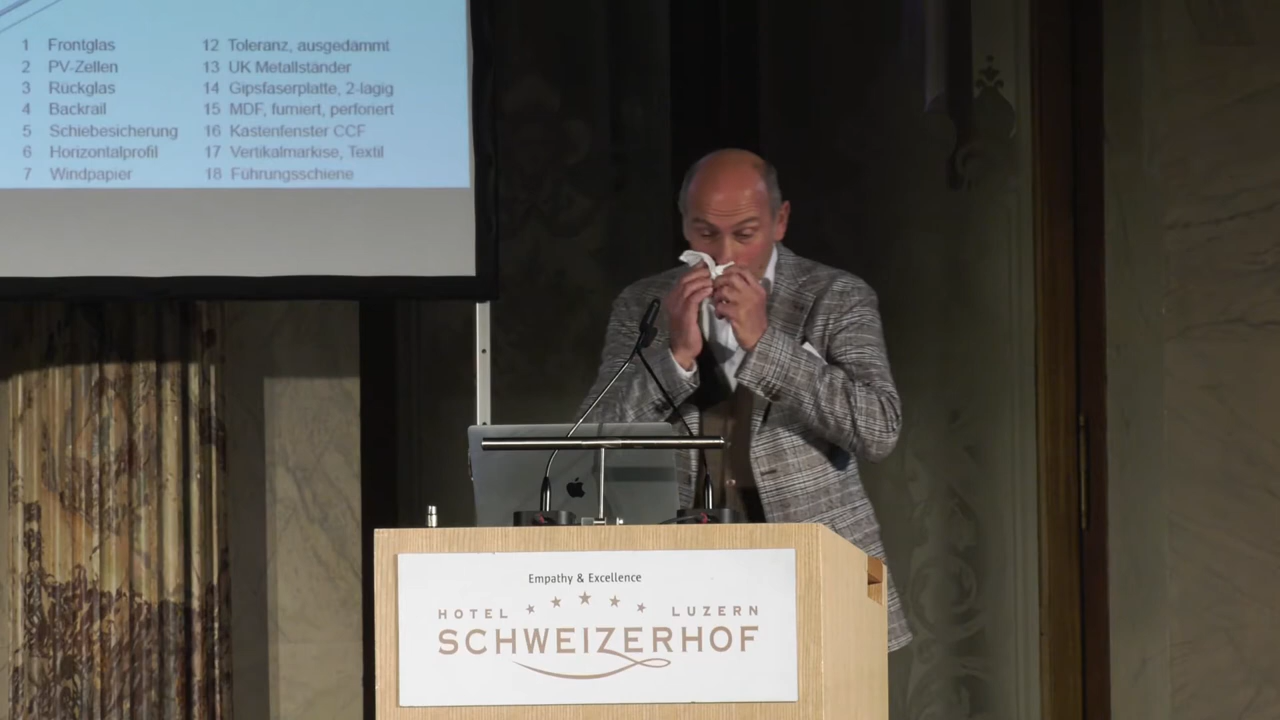 1 Frontglas
2 PV-Zellen
3 Rückglas
4 Backrail
5 Schiebesicherung
6 Horizontalprofil
7 Windpapier
12 Toleranz, ausgedämmt
13 UK Metallständer
14 Gipsfaserplatte, 2-lagig
15 MDF, furniert, perforiert
16 Kastenfenster CCF
17 Vertikalmarkise, Textil
18 Führungsschiene
Empathy & Excellence
HOTEL LUZERN
SCHWEIZERHOF